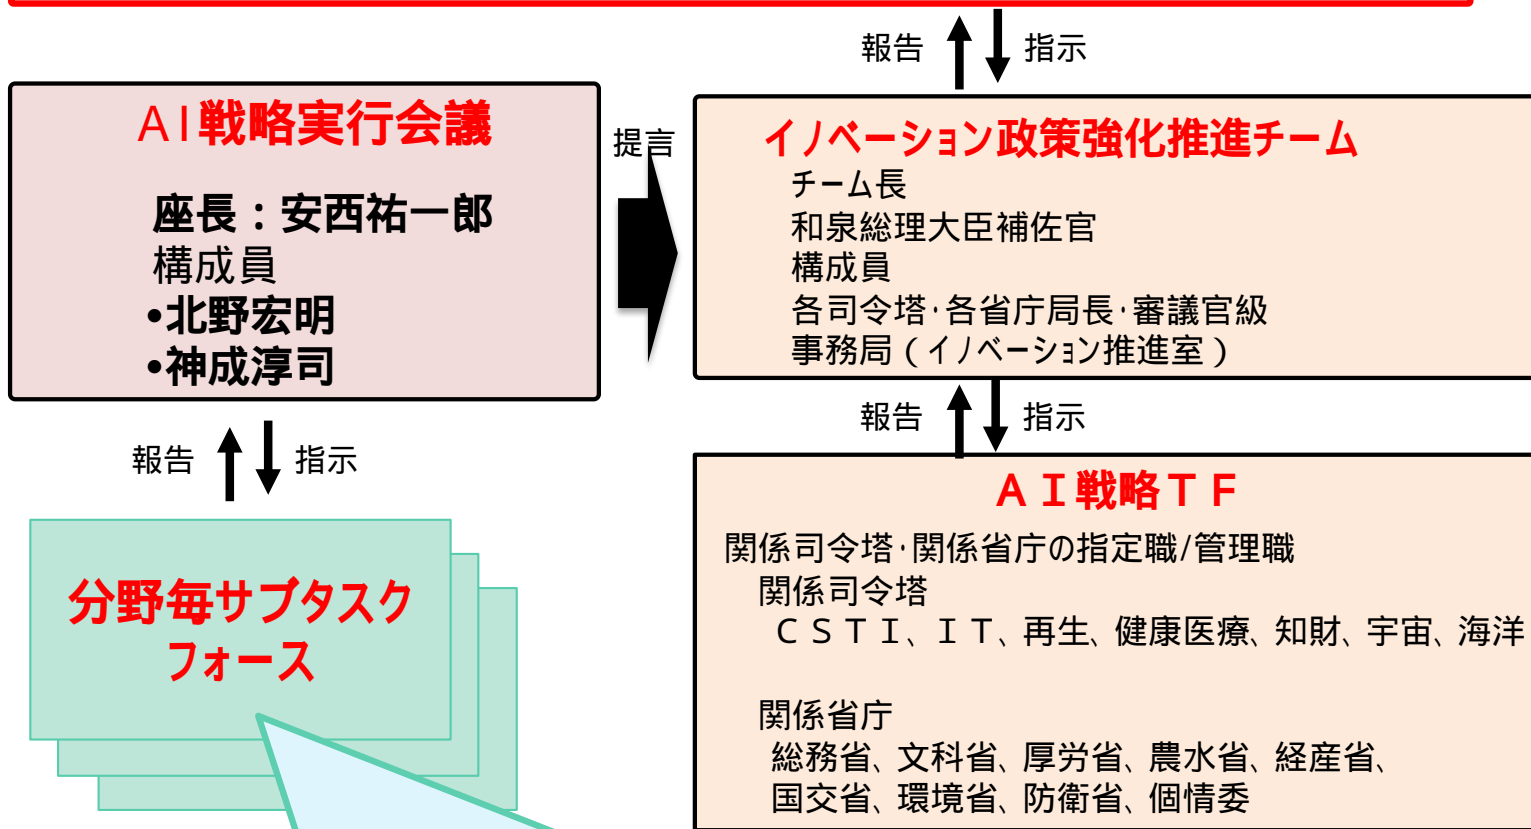 報告 指示
AI戦略実行会議
座長：安西祐一郎
構成員
•北野宏明
•神成淳司
提言
イノベーション政策強化推進チーム
チーム長
和泉総理大臣補佐官
構成員
各司令塔･各省庁局長･審議官級
事務局（イノベーション推進室）
報告 指示
報告 指示
分野毎サブタスク
フォース
ＡＩ戦略ＴＦ
関係司令塔･関係省庁の指定職/管理職
関係司令塔
ＣＳＴＩ、ＩＴ、再生、健康医療、知財、宇宙、海洋
関係省庁
総務省、文科省、厚労省、農水省、経産省、
国交省、環境省、防衛省、個情委